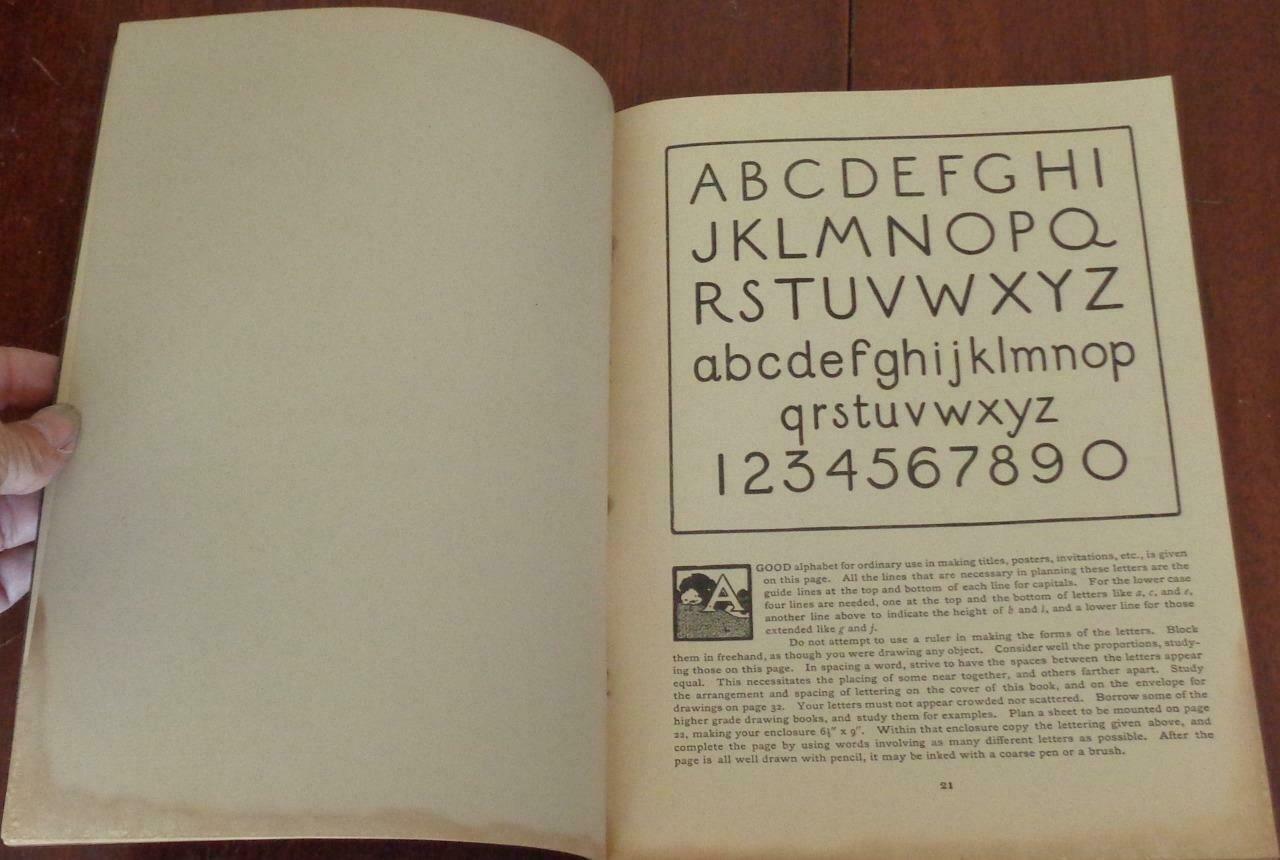 A B C D E F G H I
J K L M N O P Q
R S T U V W X Y Z
a b c d e f g h i j k l m n o p
q r s t u v w x y z
1 2 3 4 5 6 7 8 9 0
A GOOD alphabet for ordinary use in making titles, posters, invitations, etc., is given
on this page. All the lines that are necessary in planning these letters are the
guide lines at the top and bottom of each line for capitals. For the lower case
four lines are needed, one at the top and the bottom of letters like a, c, and e,
another line above to indicate the height of b and l, and a lower line for those
extended like g and j.
Do not attempt to use a ruler in making the forms of the letters. Block
them in freehand, as though you were drawing any object. Consider well the proportions, study-
ing those on this page. In spacing a word, strive to have the spaces between the letters appear
equal. This necessitates the placing of some near together, and others farther apart. Study
the arrangement and spacing of lettering on the cover of this book, and on the envelope for
drawings on page 32. Your letters must not appear crowded nor scattered. Borrow some of the
higher grade drawing books, and study them for examples. Plan a sheet to be mounted on page
22, making your enclosure 6½" x 9". Within that enclosure copy the lettering given above, and
complete the page by using words involving as many different letters as possible. After the
page is all well drawn with pencil, it may be inked with a coarse pen or a brush.
21